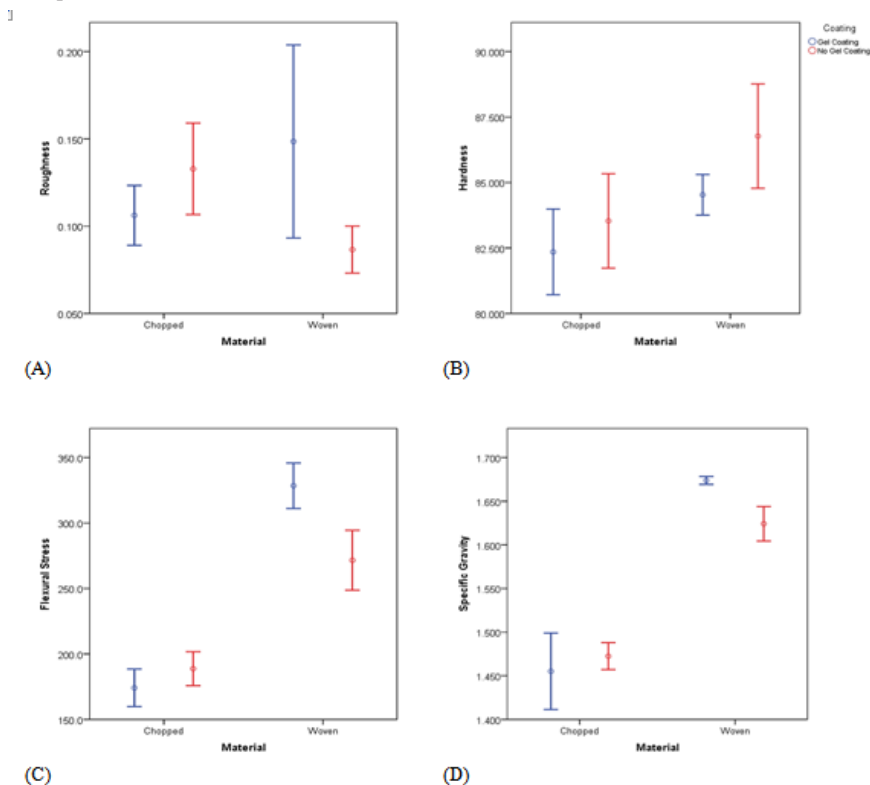 Coating
Gel Coating
No Gel Coating
0.200
0.150
0.100
0.050
Roughness
Chopped
Woven
Material
(A)
90.000
87.500
85.000
82.500
80.000
Hardness
Chopped
Woven
Material
(B)
350.0
300.0
250.0
200.0
150.0
Flexural Stress
Chopped
Woven
Material
(C)
1.700
1.650
1.600
1.550
1.500
1.450
1.400
Specific Gravity
Chopped
Woven
Material
(D)